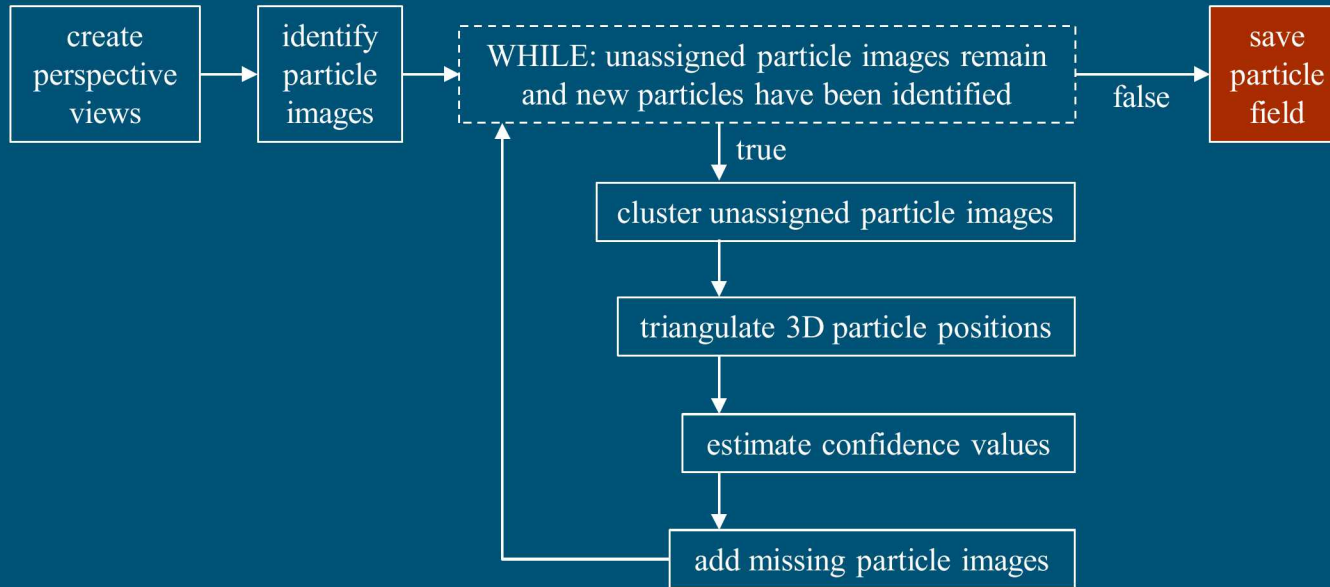 create
perspective
views
identify
particle
images
WHILE: unassigned particle images remain
and new particles have been identified
false
save
particle
field
true
cluster unassigned particle images
triangulate 3D particle positions
estimate confidence values
add missing particle images